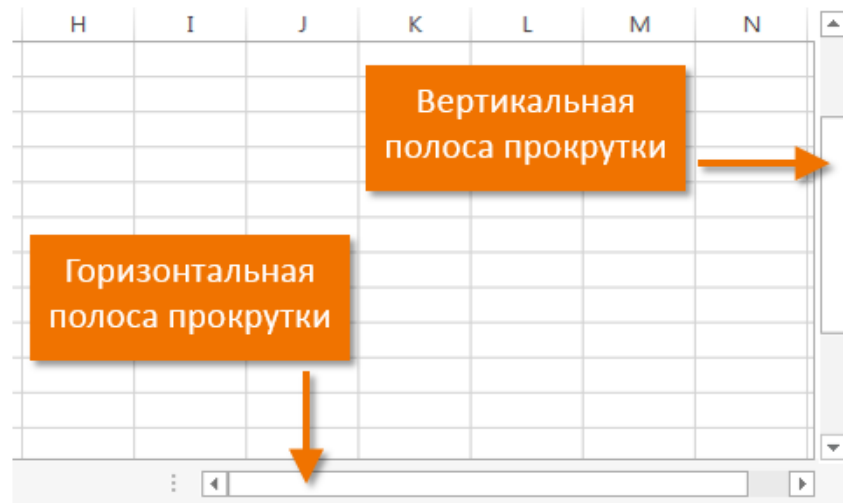 H I J K L M N
Вертикальная
полоса прокрутки
Горизонтальная
полоса прокрутки